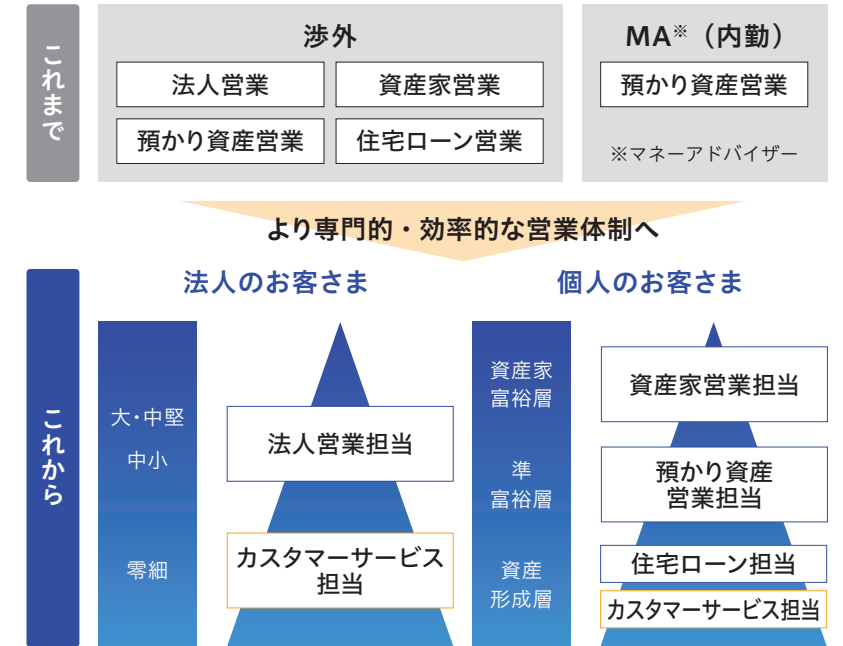 これまで
渉外
法人営業
資産家営業
預かり資産営業
住宅ローン営業
MA※（内勤）
預かり資産営業
※マネーアドバイザー
より専門的・効率的な営業体制へ
これから
法人のお客さま
大・中堅
中小
零細
法人営業担当
カスタマーサービス
担当
個人のお客さま
資産家
富裕層
準
富裕層
資産
形成層
資産家営業担当
預かり資産
営業担当
住宅ローン担当
カスタマーサービス担当